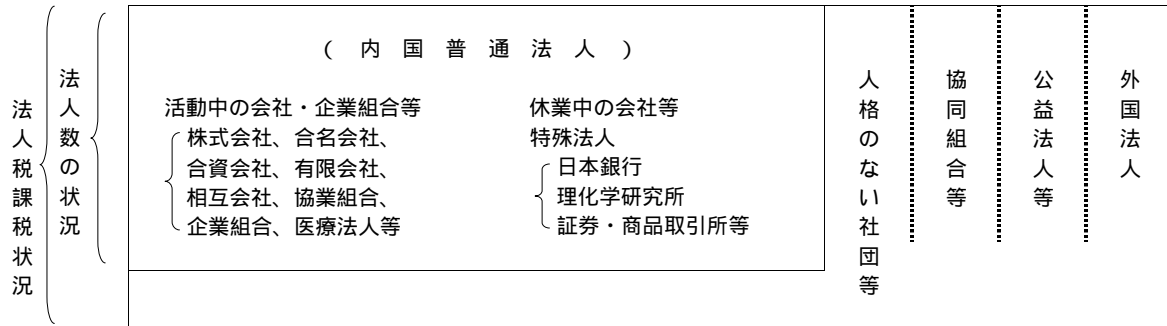 法人税課税状況
法人数の状況
( 内 国 普 通 法 人 )
活動中の会社・企業組合等
株式会社、合名会社、
合資会社、有限会社、
相互会社、協業組合、
企業組合、医療法人等
休業中の会社等
特殊法人
日本銀行
理化学研究所
証券・商品取引所等
人格のない社団等
協同組合等
公益法人等
外国法人